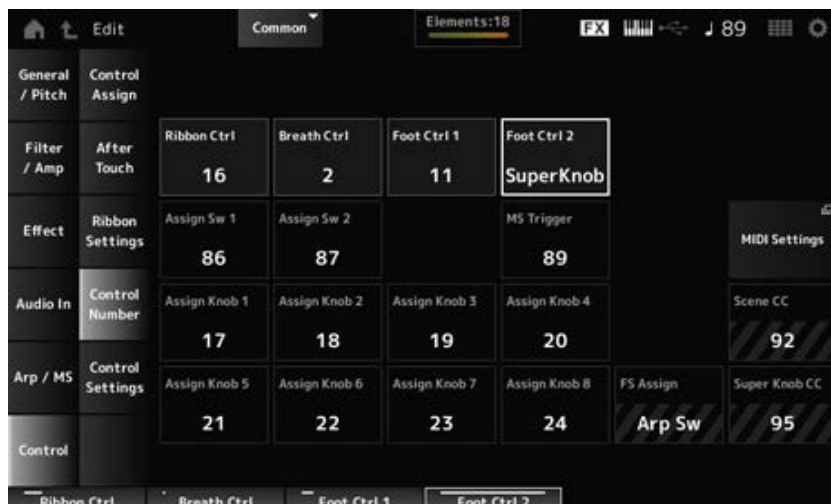 Edit
Common
Elements:18
FX
89
General
/ Pitch
Control
Assign
Filter
/ Amp
After
Touch
Ribbon Ctrl
Breath Ctrl
Foot Ctrl 1
Foot Ctrl 2
16
2
11
SuperKnob
Effect
Ribbon
Settings
Assign Sw 1
Assign Sw 2
MS Trigger
86
87
89
MIDI Settings
Audio In
Control
Number
Assign Knob 1
Assign Knob 2
Assign Knob 3
Assign Knob 4
Scene CC
17
18
19
20
92
Arp / MS
Control
Settings
Assign Knob 5
Assign Knob 6
Assign Knob 7
Assign Knob 8
FS Assign
Super Knob CC
21
22
23
24
Arp Sw
95
Control
Ribbon Ctrl
Breath Ctrl
Foot Ctrl 1
Foot Ctrl 2